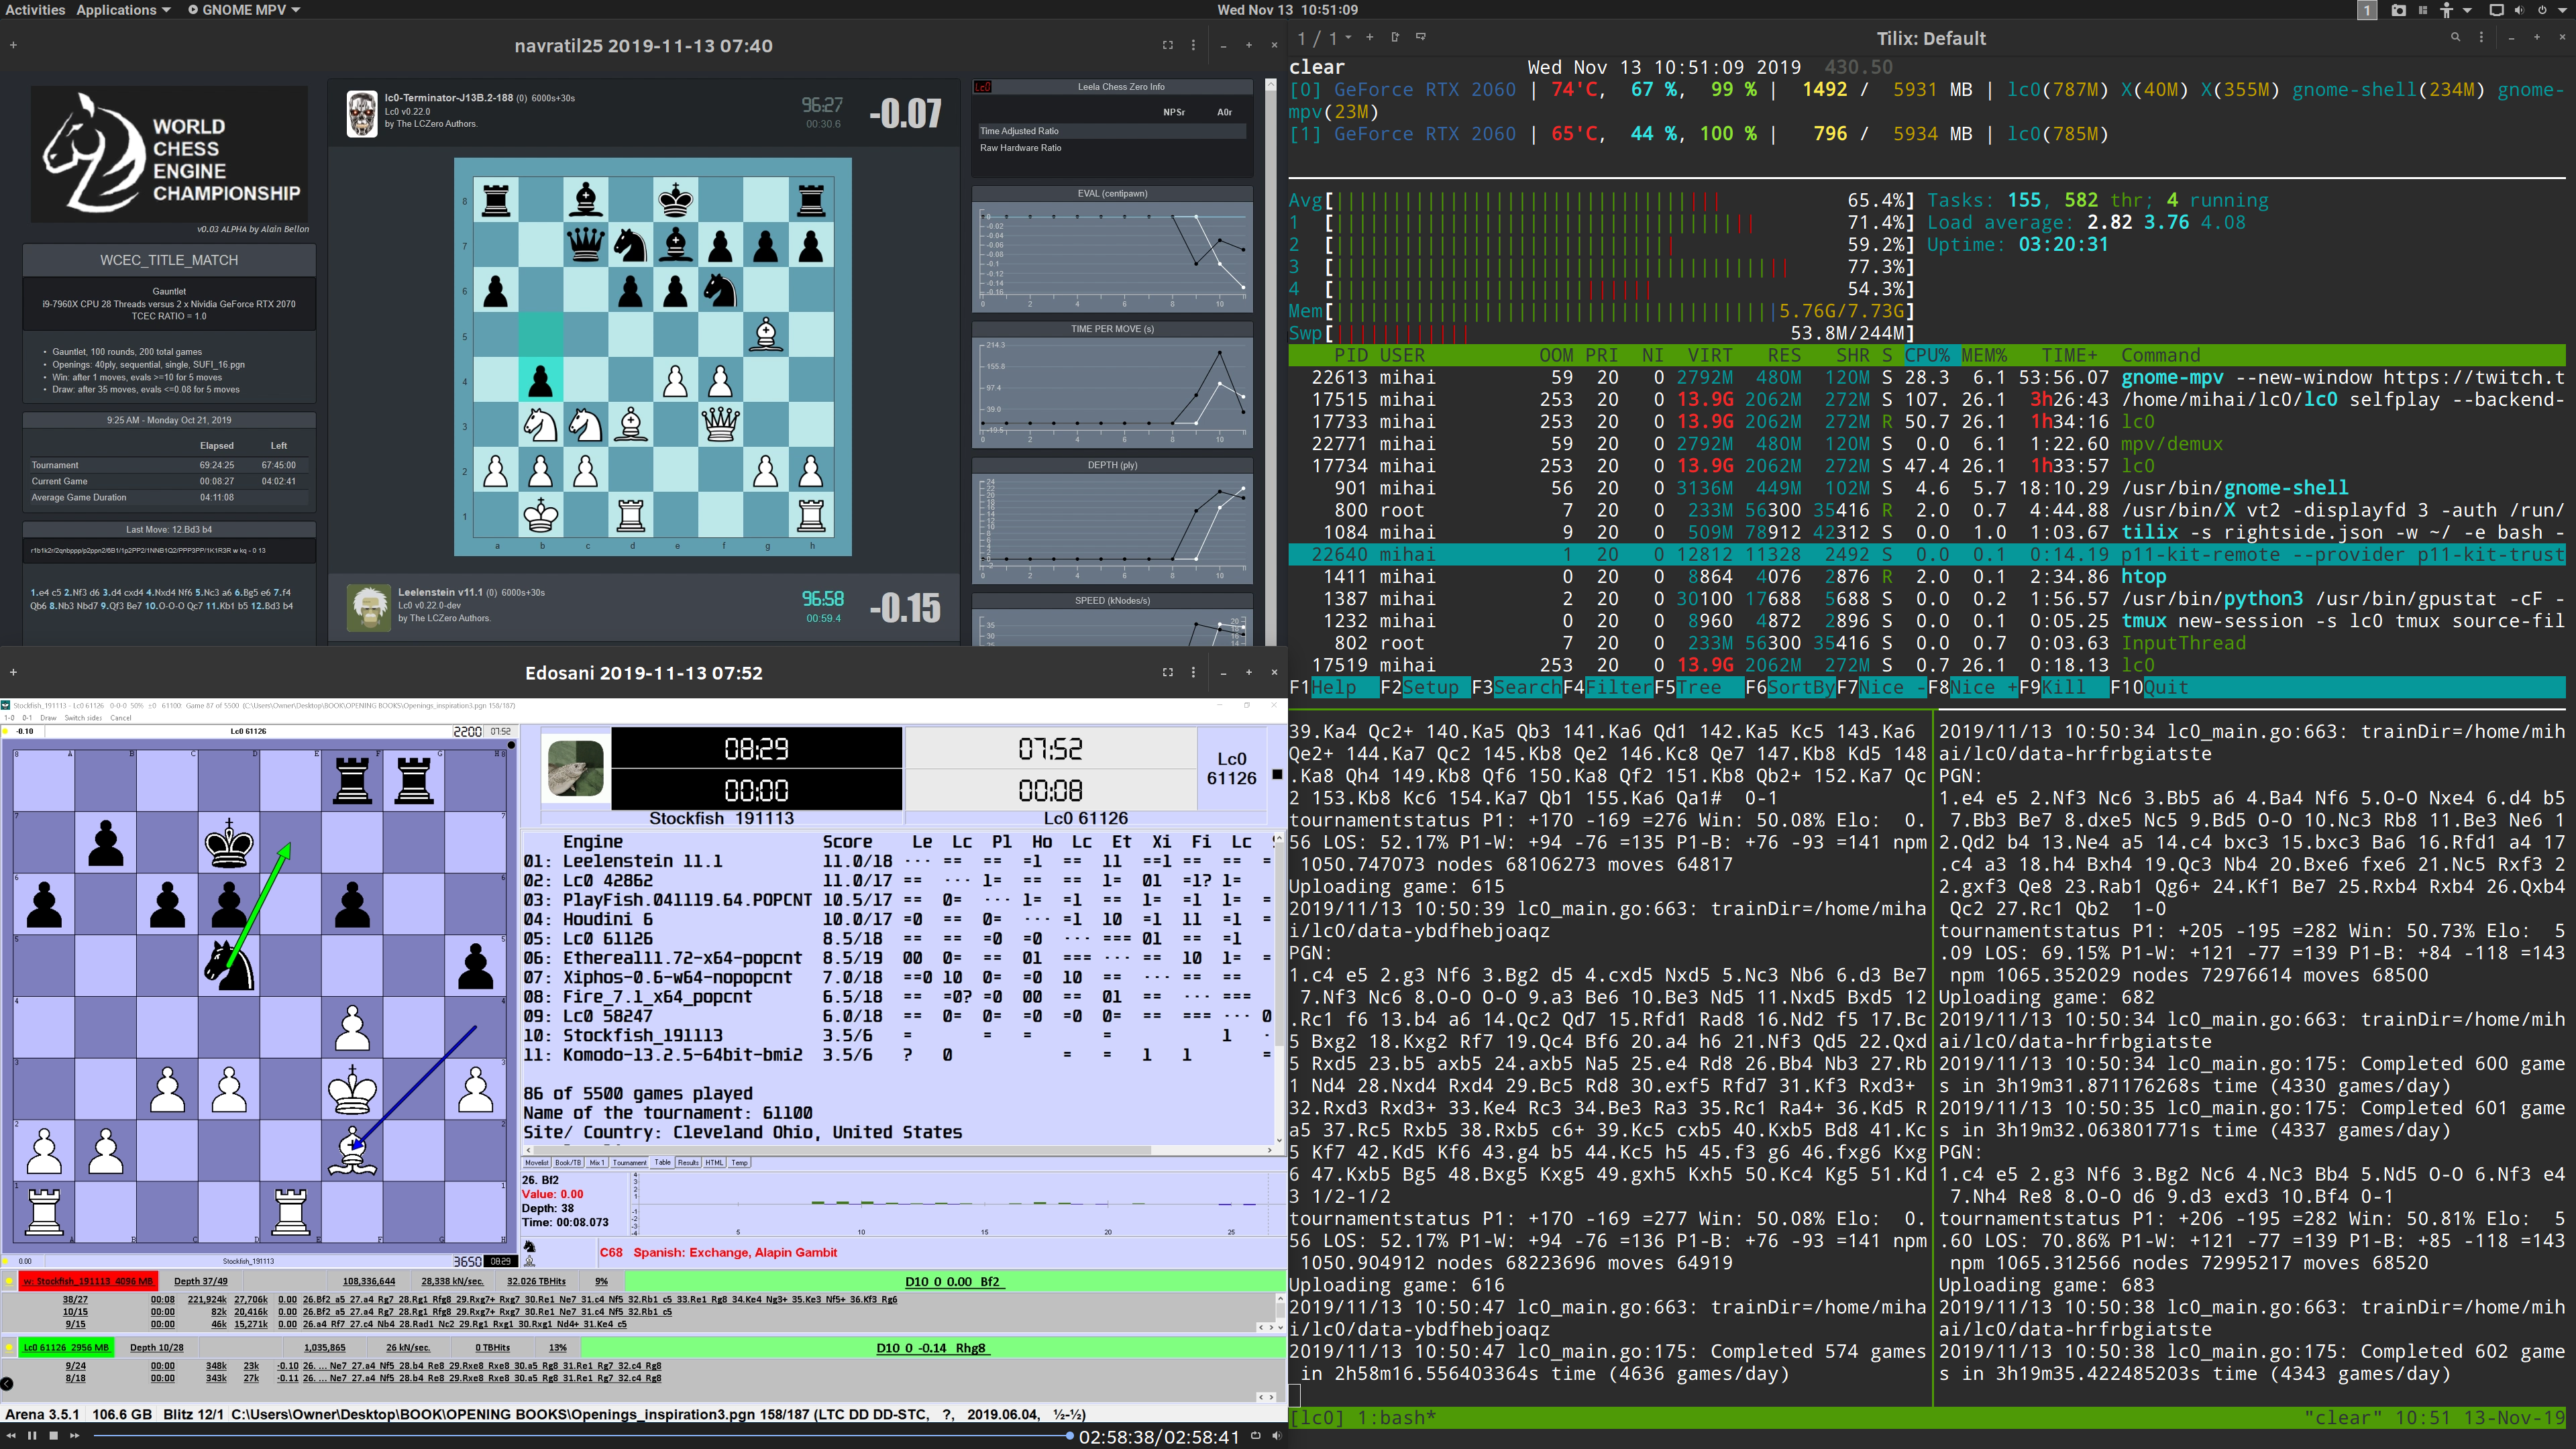 Activities Applications GNOME MPV Wed Nov 13 10:51:09 1
navratil25 2019-11-13 07:40
WORLD
CHESS
ENGINE
CHAMPIONSHIP
v0.03 ALPHA by Alain Bellon
WCEC_TITLE_MATCH
Gauntlet
i9-7960X CPU 28 Threads versus 2 x Nvidia GeForce RTX 2070
TCEC RATIO = 1.0
• Gauntlet, 100 rounds, 200 total games
• Openings: 40ply, sequential, single, SUFI_16.pgn
• Win: after 1 moves, evals >=10 for 5 moves
• Draw: after 35 moves, evals <=0.08 for 5 moves
9:25 AM - Monday Oct 21, 2019
Elapsed Left
Tournament 69:24:25 67:45:00
Current Game 00:08:27 04:02:41
Average Game Duration 04:11:08
Last Move: 12.Bd3 b4
r1b1k2r/2qnbppp/p2ppn2/6B1/1p2PP2/1NNB1Q2/PPP3PP/1K1R3R w kq - 0 13
1.e4 c5 2.Nf3 d6 3.d4 cxd4 4.Nxd4 Nf6 5.Nc3 a6 6.Bg5 e6 7.f4
Qb6 8.Nb3 Nbd7 9.Qf3 Be7 10.O-O-O Qc7 11.Kb1 b5 12.Bd3 b4
lc0-Terminator-J13B.2-188 (0) 6000s+30s
Lc0 v0.22.0
by The LCZero Authors.
96:27
00:30.6
-0.07
8
7
6
5
4
3
2
1
a b c d e f g h
Leelenstein v11.1 (0) 6000s+30s
Lc0 v0.22.0-dev
by The LCZero Authors.
96:58
00:59.4
-0.15
Lc0 Leela Chess Zero Info
NPSr A0r
Time Adjusted Ratio
Raw Hardware Ratio
EVAL (centipawn)
TIME PER MOVE (s)
214.3
155.8
97.4
39.0
DEPTH (ply)
SPEED (kNodes/s)
Edosani 2019-11-13 07:52
Stockfish_191113 - Lc0 61126 0-0-0 50% ±0 61100: Game 87 of 5500 (C:\Users\Owner\Desktop\BOOK\OPENING BOOKS\Openings_inspiration3.pgn 158/187)
1-0 0-1 Draw Switch sides Cancel
-0.10 Lc0 61126 2200 07:52
0.00 Stockfish_191113 3650 08:29
08:29 07:52
00:00 00:08
Stockfish_191113 Lc0 61126
Lc0
61126
Engine Score Le Lc Pl Ho Lc Et Xi Fi Lc
01: Leelenstein 11.1 11.0/18 ··· == == =1 == 11 ==1 == == =
02: Lc0 42862 11.0/17 == ··· 1= == == 1= 01 =1? 1=
03: PlayFish.041119.64.POPCNT 10.5/17 == 0= ··· 1= =1 == 1= =1 1= =
04: Houdini 6 10.0/17 =0 == 0= ··· =1 10 =1 11 =1 =
05: Lc0 61126 8.5/18 == == =0 =0 ··· === 01 == =1
06: Ethereal11.72-x64-popcnt 8.5/19 00 0= == 01 === ··· == 10 1= =
07: Xiphos-0.6-w64-nopopcnt 7.0/18 ==0 10 0= =0 10 == ··· == ==
08: Fire_7.1_x64_popcnt 6.5/18 == =0? =0 00 == 01 == ··· ===
09: Lc0 58247 6.0/18 == 0= 0= =0 =0 0= == === ··· 0
10: Stockfish_191113 3.5/6 = = = = 1
11: Komodo-13.2.5-64bit-bmi2 3.5/6 ? 0 = = 1 1 =
86 of 5500 games played
Name of the tournament: 61100
Site/ Country: Cleveland Ohio, United States
Movelist Book/TB Mix 1 Tournament Table Results HTML Temp
26. Bf2
Value: 0.00
Depth: 38
Time: 00:08.073
5 10 15 20 25
C68 Spanish: Exchange, Alapin Gambit
w: Stockfish_191113 4096 MB Depth 37/49 108,336,644 28,338 kN/sec. 32.026 TBHits 9% D10 0 0.00 Bf2
38/27 00:08 221,924k 27,706k 0.00 26.Bf2 a5 27.a4 Rg7 28.Rg1 Rfg8 29.Rxg7+ Rxg7 30.Re1 Ne7 31.c4 Nf5 32.Rb1 c5 33.Re1 Rg8 34.Ke4 Ng3+ 35.Ke3 Nf5+ 36.Kf3 Rg6
10/15 00:00 82k 20,416k 0.00 26.Bf2 a5 27.a4 Rg7 28.Rg1 Rfg8 29.Rxg7+ Rxg7 30.Re1 Ne7 31.c4 Nf5 32.Rb1 c5
9/15 00:00 46k 15,271k 0.00 26.a4 Rf7 27.c4 Nb4 28.Rad1 Nc2 29.Rg1 Rxg1 30.Rxg1 Nd4+ 31.Ke4 c5
Lc0 61126 2956 MB Depth 10/28 1,035,865 26 kN/sec. 0 TBHits 13% D10 0 -0.14 Rhg8
9/24 00:00 348k 23k -0.10 26. ... Ne7 27.a4 Nf5 28.b4 Re8 29.Rxe8 Rxe8 30.a5 Rg8 31.Re1 Rg7 32.c4 Rg8
8/18 00:00 343k 27k -0.11 26. ... Ne7 27.a4 Nf5 28.b4 Re8 29.Rxe8 Rxe8 30.a5 Rg8 31.Re1 Rg7 32.c4 Rg8
Arena 3.5.1 106.6 GB Blitz 12/1 C:\Users\Owner\Desktop\BOOK\OPENING BOOKS\Openings_inspiration3.pgn 158/187 (LTC DD DD-STC, ?, 2019.06.04, ½-½)
02:58:38/02:58:41
1 / 1 Tilix: Default
clear Wed Nov 13 10:51:09 2019 430.50
[0] GeForce RTX 2060 | 74'C, 67 %, 99 % | 1492 / 5931 MB | lc0(787M) X(40M) X(355M) gnome-shell(234M) gnome-
mpv(23M)
[1] GeForce RTX 2060 | 65'C, 44 %, 100 % | 796 / 5934 MB | lc0(785M)
Avg[ 65.4%] Tasks: 155, 582 thr; 4 running
1 [ 71.4%] Load average: 2.82 3.76 4.08
2 [ 59.2%] Uptime: 03:20:31
3 [ 77.3%]
4 [ 54.3%]
Mem[ 5.76G/7.73G]
Swp[ 53.8M/244M]
PID USER OOM PRI NI VIRT RES SHR S CPU% MEM% TIME+ Command
22613 mihai 59 20 0 2792M 480M 120M S 28.3 6.1 53:56.07 gnome-mpv --new-window https://twitch.t
17515 mihai 253 20 0 13.9G 2062M 272M S 107. 26.1 3h26:43 /home/mihai/lc0/lc0 selfplay --backend-
17733 mihai 253 20 0 13.9G 2062M 272M R 50.7 26.1 1h34:16 lc0
22771 mihai 59 20 0 2792M 480M 120M S 0.0 6.1 1:22.60 mpv/demux
17734 mihai 253 20 0 13.9G 2062M 272M S 47.4 26.1 1h33:57 lc0
901 mihai 56 20 0 3136M 449M 102M S 4.6 5.7 18:10.29 /usr/bin/gnome-shell
800 root 7 20 0 233M 56300 35416 R 2.0 0.7 4:44.88 /usr/bin/X vt2 -displayfd 3 -auth /run/
1084 mihai 9 20 0 509M 78912 42312 S 0.0 1.0 1:03.67 tilix -s rightside.json -w ~/ -e bash -
22640 mihai 1 20 0 12812 11328 2492 S 0.0 0.1 0:14.19 p11-kit-remote --provider p11-kit-trust
1411 mihai 0 20 0 8864 4076 2876 R 2.0 0.1 2:34.86 htop
1387 mihai 2 20 0 30100 17688 5688 S 0.0 0.2 1:56.57 /usr/bin/python3 /usr/bin/gpustat -cF -
1232 mihai 0 20 0 8960 4872 2896 S 0.0 0.1 0:05.25 tmux new-session -s lc0 tmux source-fil
802 root 7 20 0 233M 56300 35416 S 0.0 0.7 0:03.63 InputThread
17519 mihai 253 20 0 13.9G 2062M 272M S 0.7 26.1 0:18.13 lc0
F1Help F2Setup F3SearchF4FilterF5Tree F6SortByF7Nice -F8Nice +F9Kill F10Quit
39.Ka4 Qc2+ 140.Ka5 Qb3 141.Ka6 Qd1 142.Ka5 Kc5 143.Ka6
Qe2+ 144.Ka7 Qc2 145.Kb8 Qe2 146.Kc8 Qe7 147.Kb8 Kd5 148
.Ka8 Qh4 149.Kb8 Qf6 150.Ka8 Qf2 151.Kb8 Qb2+ 152.Ka7 Qc
2 153.Kb8 Kc6 154.Ka7 Qb1 155.Ka6 Qa1# 0-1
tournamentstatus P1: +170 -169 =276 Win: 50.08% Elo: 0.
56 LOS: 52.17% P1-W: +94 -76 =135 P1-B: +76 -93 =141 npm
1050.747073 nodes 68106273 moves 64817
Uploading game: 615
2019/11/13 10:50:39 lc0_main.go:663: trainDir=/home/miha
i/lc0/data-ybdfhebjoaqz
PGN:
1.c4 e5 2.g3 Nf6 3.Bg2 d5 4.cxd5 Nxd5 5.Nc3 Nb6 6.d3 Be7
7.Nf3 Nc6 8.O-O O-O 9.a3 Be6 10.Be3 Nd5 11.Nxd5 Bxd5 12
.Rc1 f6 13.b4 a6 14.Qc2 Qd7 15.Rfd1 Rad8 16.Nd2 f5 17.Bc
5 Bxg2 18.Kxg2 Rf7 19.Qc4 Bf6 20.a4 h6 21.Nf3 Qd5 22.Qxd
5 Rxd5 23.b5 axb5 24.axb5 Na5 25.e4 Rd8 26.Bb4 Nb3 27.Rb
1 Nd4 28.Nxd4 Rxd4 29.Bc5 Rd8 30.exf5 Rfd7 31.Kf3 Rxd3+
32.Rxd3 Rxd3+ 33.Ke4 Rc3 34.Be3 Ra3 35.Rc1 Ra4+ 36.Kd5 R
a5 37.Rc5 Rxb5 38.Rxb5 c6+ 39.Kc5 cxb5 40.Kxb5 Bd8 41.Kc
5 Kf7 42.Kd5 Kf6 43.g4 b5 44.Kc5 h5 45.f3 g6 46.fxg6 Kxg
6 47.Kxb5 Bg5 48.Bxg5 Kxg5 49.gxh5 Kxh5 50.Kc4 Kg5 51.Kd
3 1/2-1/2
tournamentstatus P1: +170 -169 =277 Win: 50.08% Elo: 0.
56 LOS: 52.17% P1-W: +94 -76 =136 P1-B: +76 -93 =141 npm
1050.904912 nodes 68223696 moves 64919
Uploading game: 616
2019/11/13 10:50:47 lc0_main.go:663: trainDir=/home/miha
i/lc0/data-ybdfhebjoaqz
2019/11/13 10:50:47 lc0_main.go:175: Completed 574 games
in 2h58m16.556403364s time (4636 games/day)
2019/11/13 10:50:34 lc0_main.go:663: trainDir=/home/mih
ai/lc0/data-hrfrbgiatste
PGN:
1.e4 e5 2.Nf3 Nc6 3.Bb5 a6 4.Ba4 Nf6 5.O-O Nxe4 6.d4 b5
7.Bb3 Be7 8.dxe5 Nc5 9.Bd5 O-O 10.Nc3 Rb8 11.Be3 Ne6 1
2.Qd2 b4 13.Ne4 a5 14.c4 bxc3 15.bxc3 Ba6 16.Rfd1 a4 17
.c4 a3 18.h4 Bxh4 19.Qc3 Nb4 20.Bxe6 fxe6 21.Nc5 Rxf3 2
2.gxf3 Qe8 23.Rab1 Qg6+ 24.Kf1 Be7 25.Rxb4 Rxb4 26.Qxb4
Qc2 27.Rc1 Qb2 1-0
tournamentstatus P1: +205 -195 =282 Win: 50.73% Elo: 5
.09 LOS: 69.15% P1-W: +121 -77 =139 P1-B: +84 -118 =143
npm 1065.352029 nodes 72976614 moves 68500
Uploading game: 682
2019/11/13 10:50:34 lc0_main.go:663: trainDir=/home/mih
ai/lc0/data-hrfrbgiatste
2019/11/13 10:50:34 lc0_main.go:175: Completed 600 game
s in 3h19m31.871176268s time (4330 games/day)
2019/11/13 10:50:35 lc0_main.go:175: Completed 601 game
s in 3h19m32.063801771s time (4337 games/day)
PGN:
1.c4 e5 2.g3 Nf6 3.Bg2 Nc6 4.Nc3 Bb4 5.Nd5 O-O 6.Nf3 e4
7.Nh4 Re8 8.O-O d6 9.d3 exd3 10.Bf4 0-1
tournamentstatus P1: +206 -195 =282 Win: 50.81% Elo: 5
.60 LOS: 70.86% P1-W: +121 -77 =139 P1-B: +85 -118 =143
npm 1065.312566 nodes 72995217 moves 68520
Uploading game: 683
2019/11/13 10:50:38 lc0_main.go:663: trainDir=/home/mih
ai/lc0/data-hrfrbgiatste
2019/11/13 10:50:38 lc0_main.go:175: Completed 602 game
s in 3h19m35.422485203s time (4343 games/day)
[lc0] 1:bash* "clear" 10:51 13-Nov-19